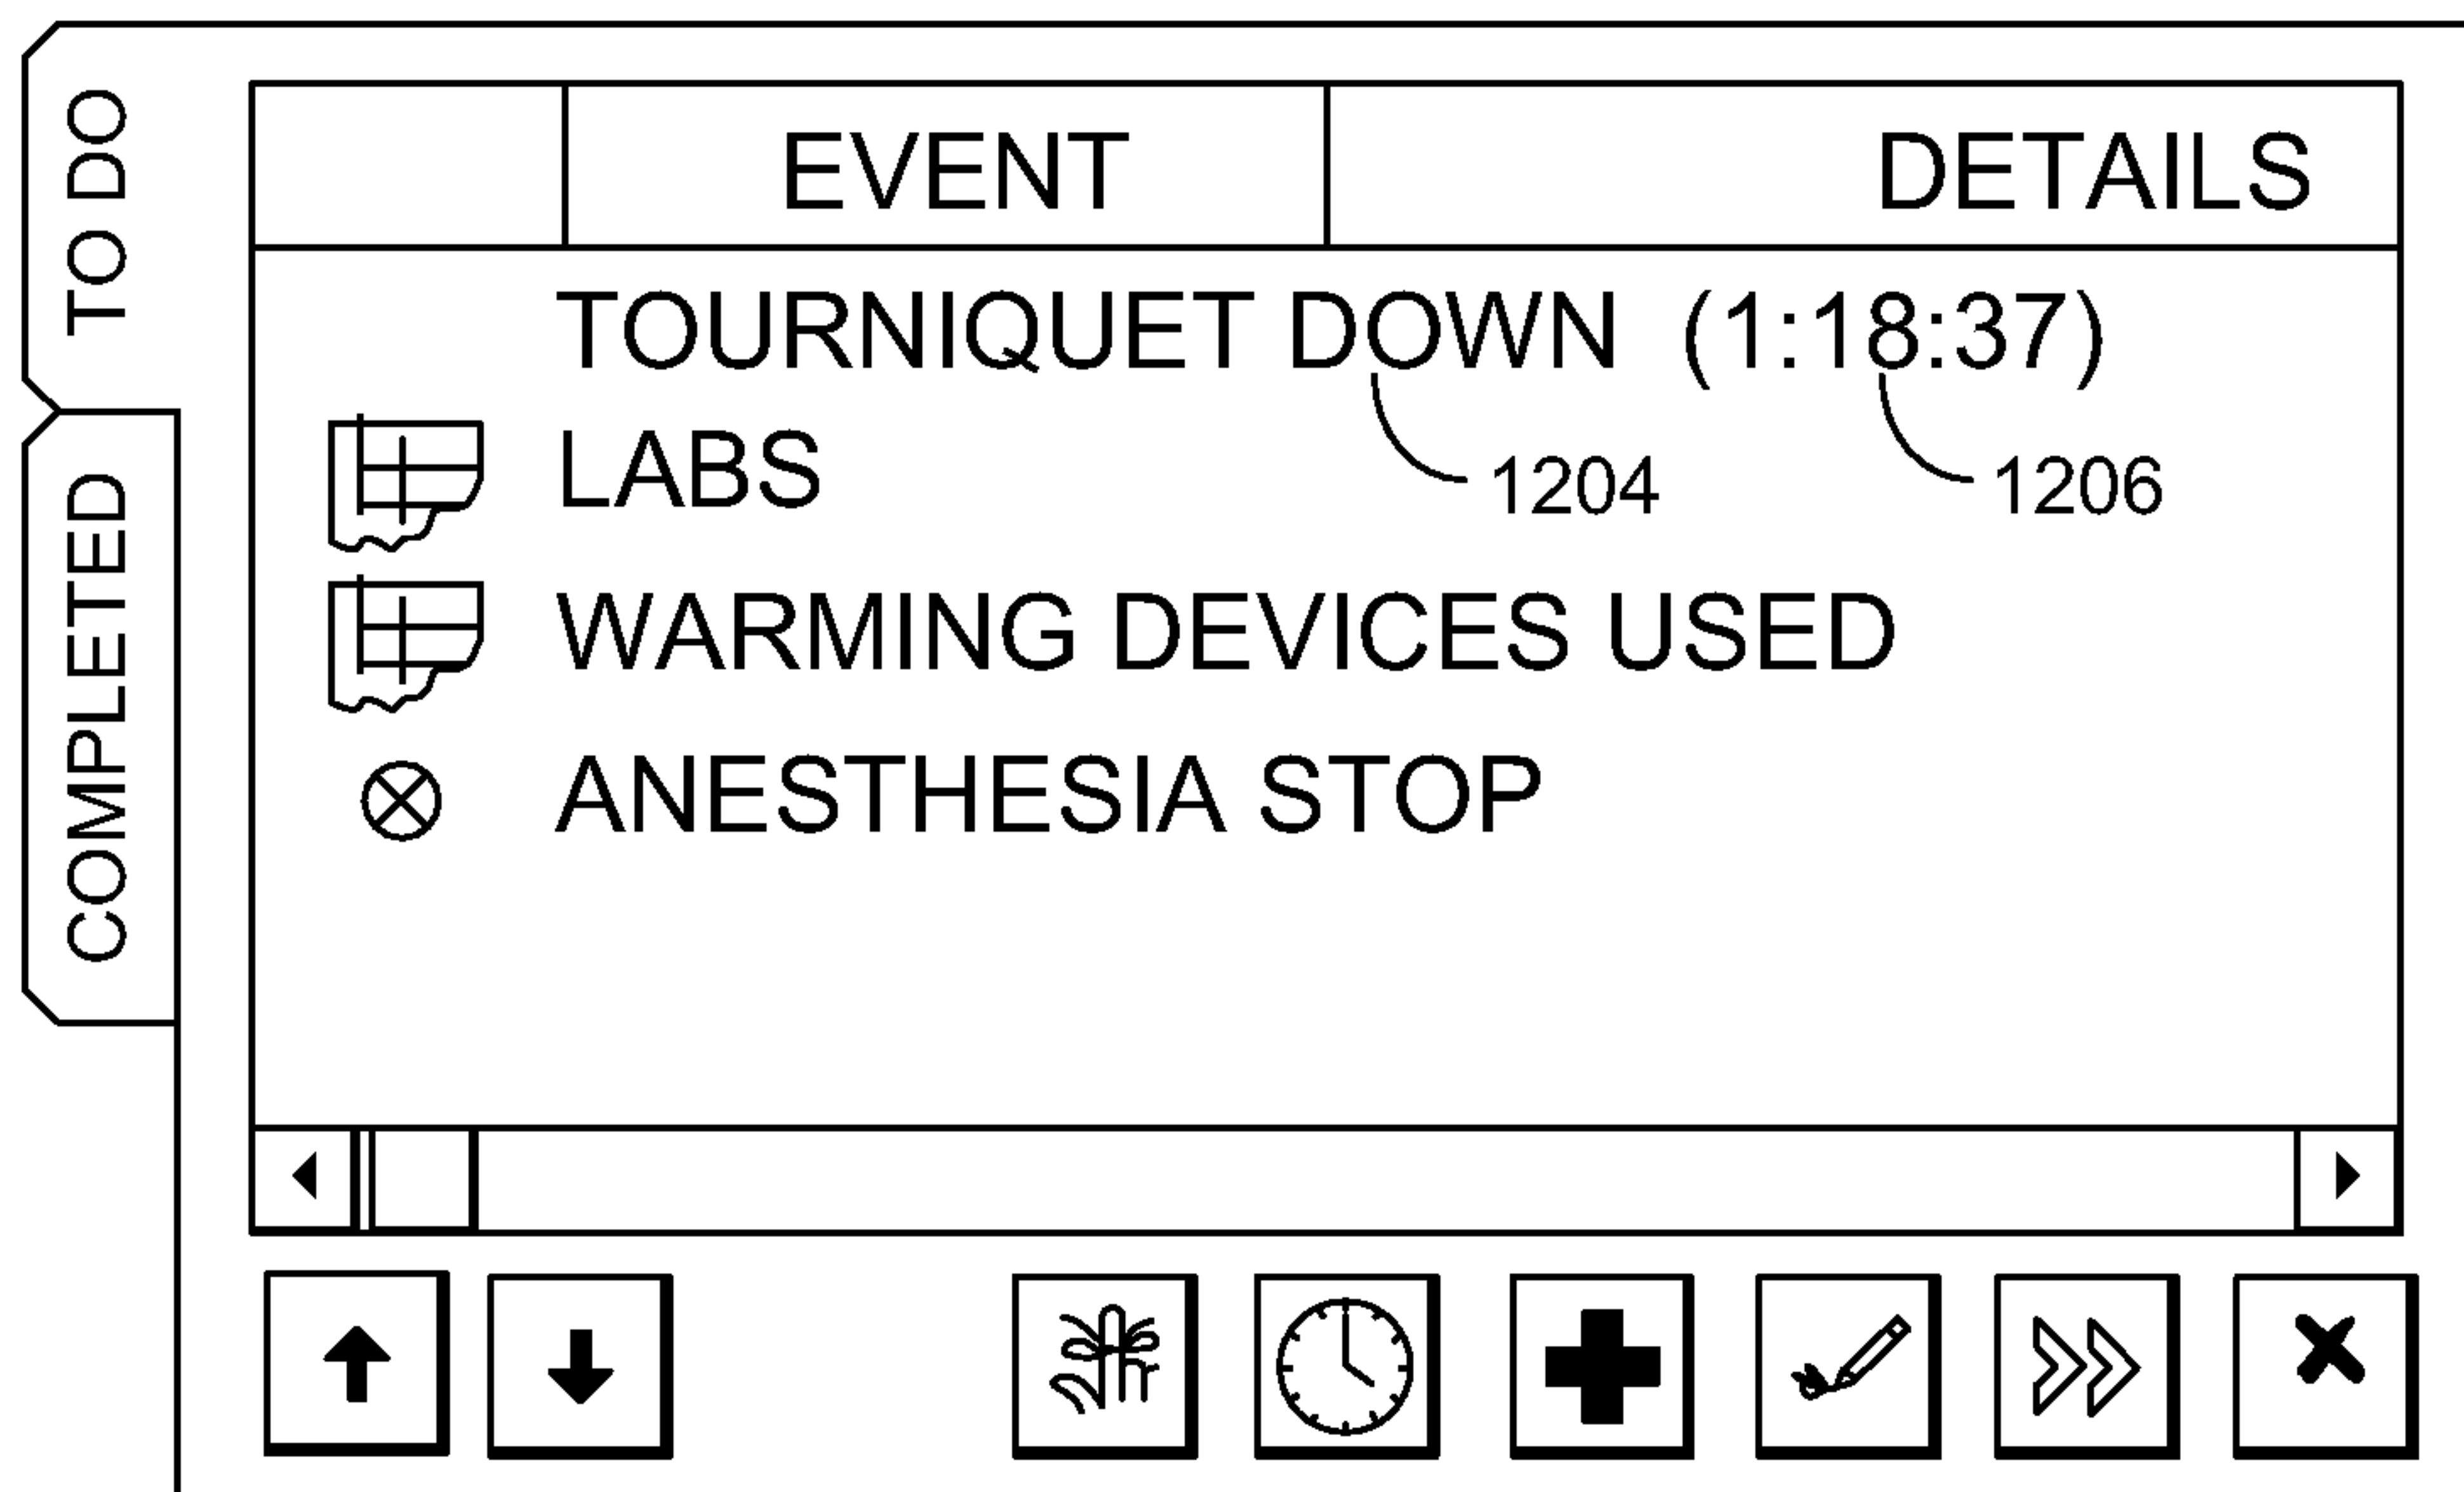 TO DO
COMPLETED
EVENT DETAILS
TOURNIQUET DOWN (1:18:37)
LABS 1204 1206
WARMING DEVICES USED
ANESTHESIA STOP